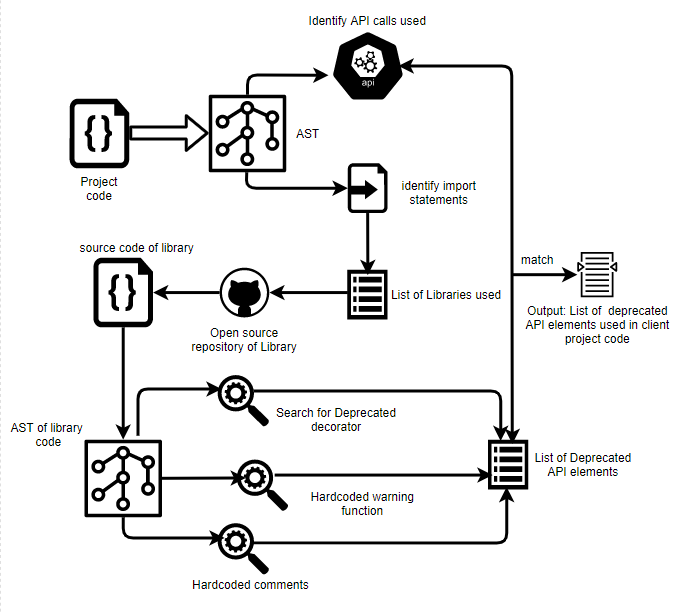 Identify API calls used
api
AST
Project
code
identify import
statements
source code of library
match
List of Libraries used
Output: List of deprecated
API elements used in client
project code
Open source
repository of Library
Search for Deprecated
decorator
AST of library
code
List of Deprecated
API elements
Hardcoded warning
function
Hardcoded comments